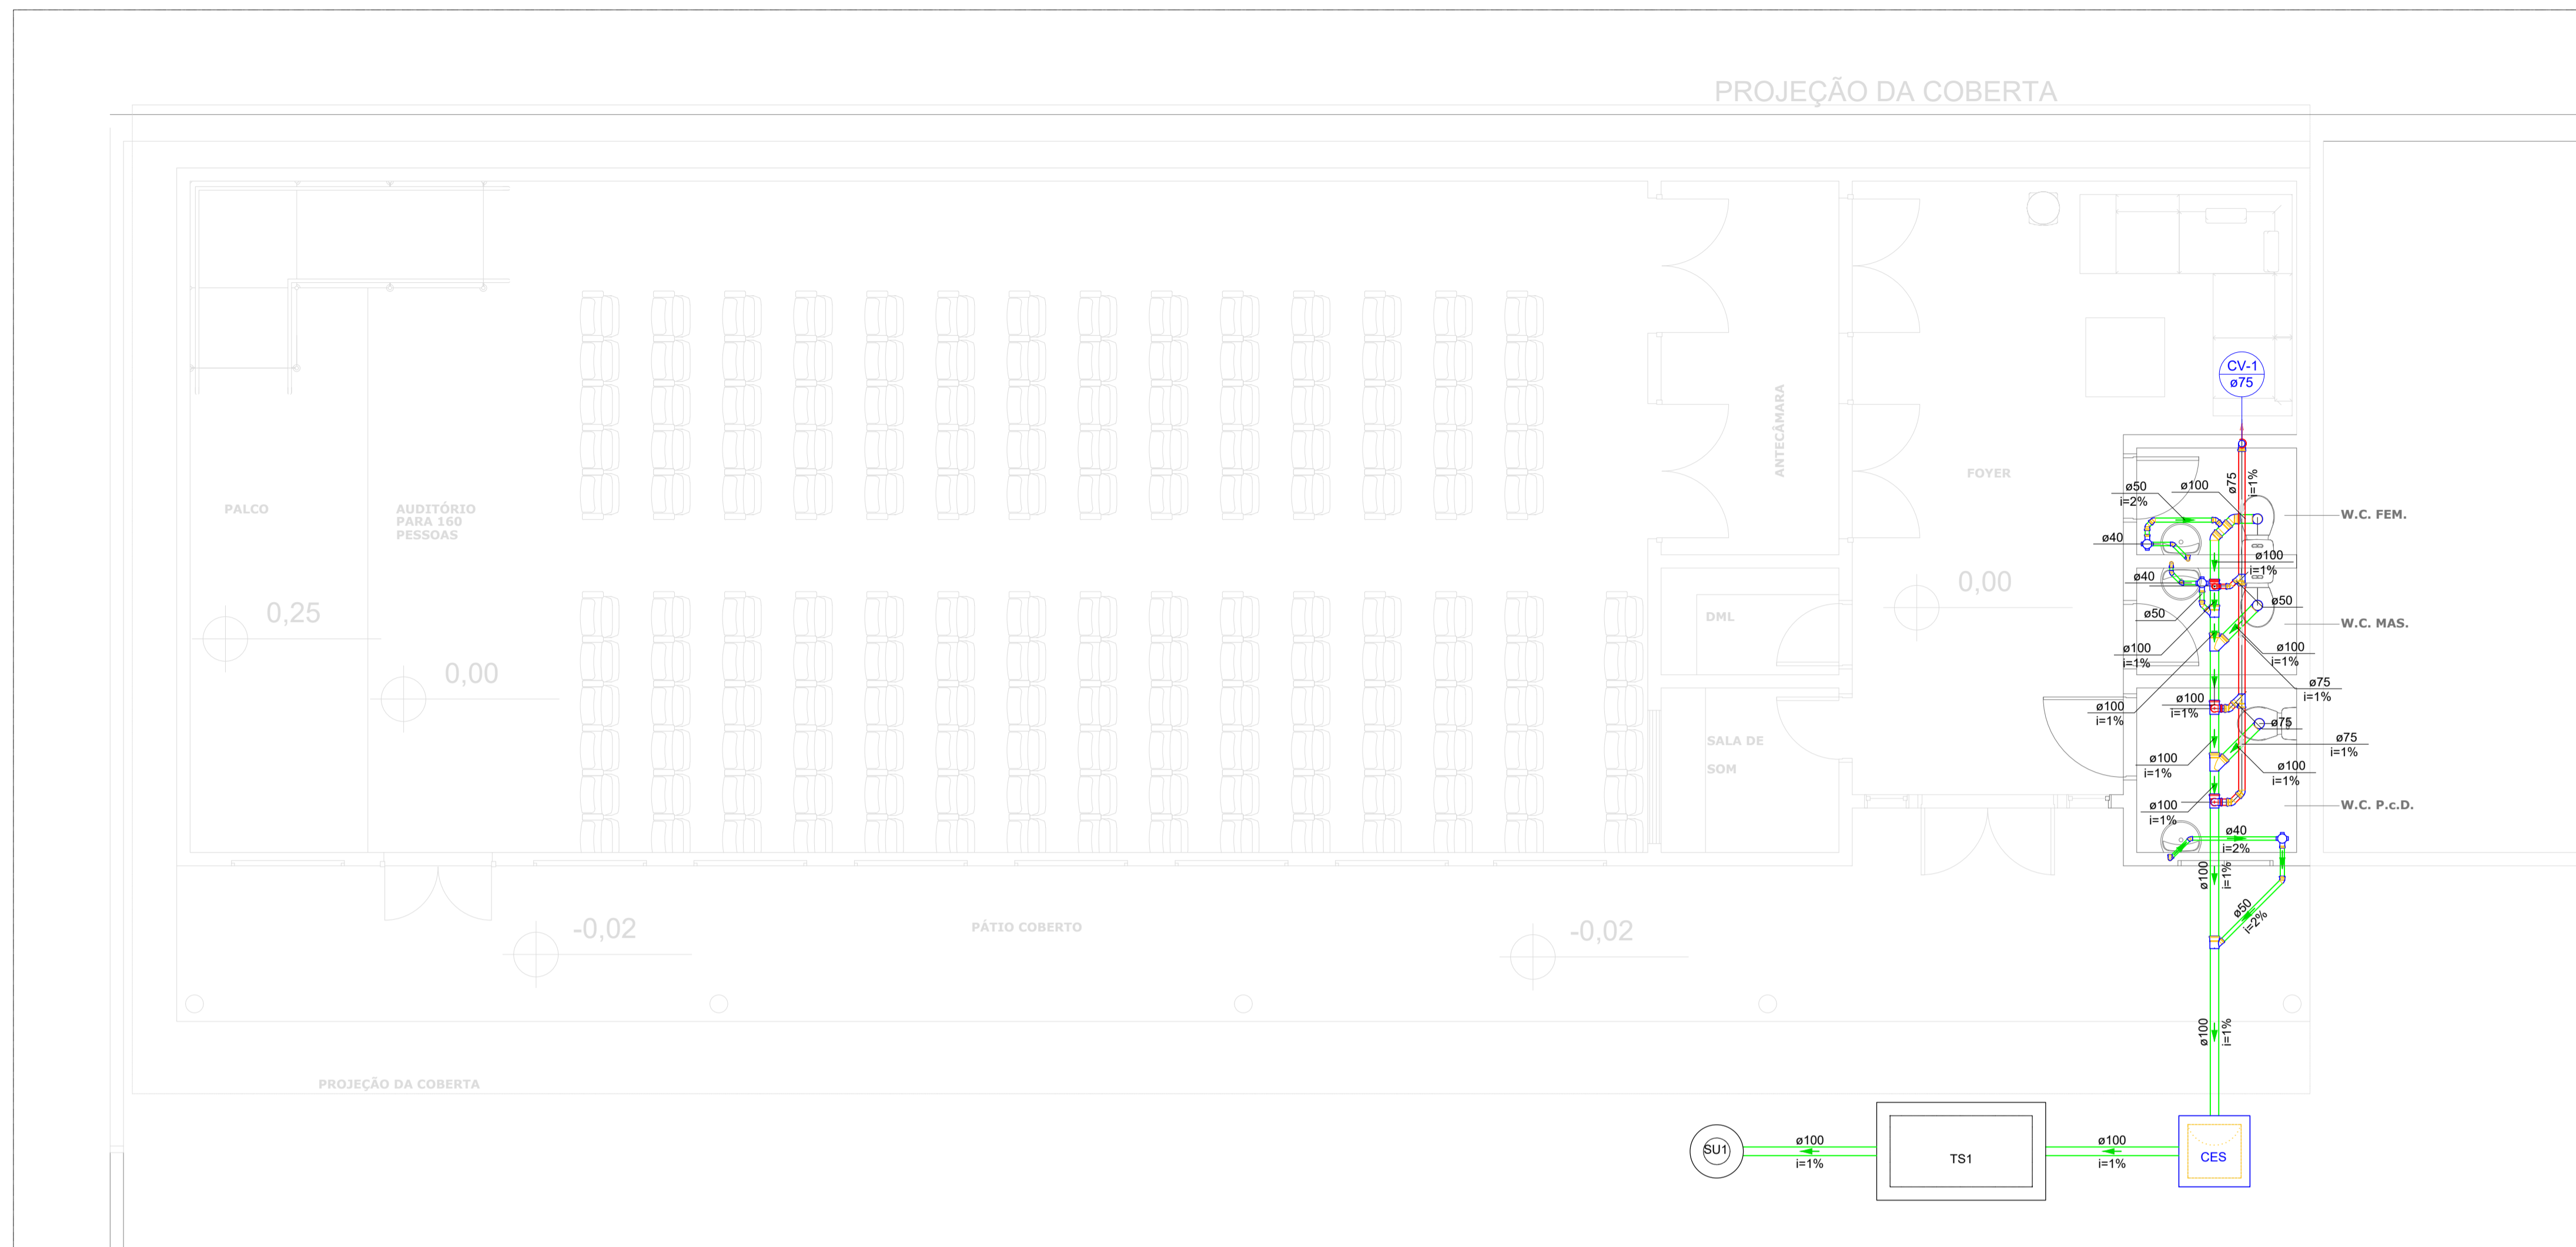 PROJEÇÃO DA COBERTA
CV-1
ø75
ANTECÂMARA
FOYER
PALCO
AUDITÓRIO
PARA 160
PESSOAS
ø50
i=2%
ø100
ø75
i=1%
W.C. FEM.
ø40
ø100
i=1%
ø40
0,25
0,00
0,00
DML
ø50
ø50
W.C. MAS.
ø100
i=1%
ø100
i=1%
ø75
i=1%
ø100
i=1%
ø100
i=1%
ø75
SALA DE
SOM
ø75
i=1%
ø100
i=1%
ø100
i=1%
ø100
i=1%
W.C. P.c.D.
ø40
i=2%
ø100
i=1%
ø50
i=2%
-0,02
PÁTIO COBERTO
-0,02
ø100
i=1%
PROJEÇÃO DA COBERTA
SU1
ø100
i=1%
TS1
ø100
i=1%
CES